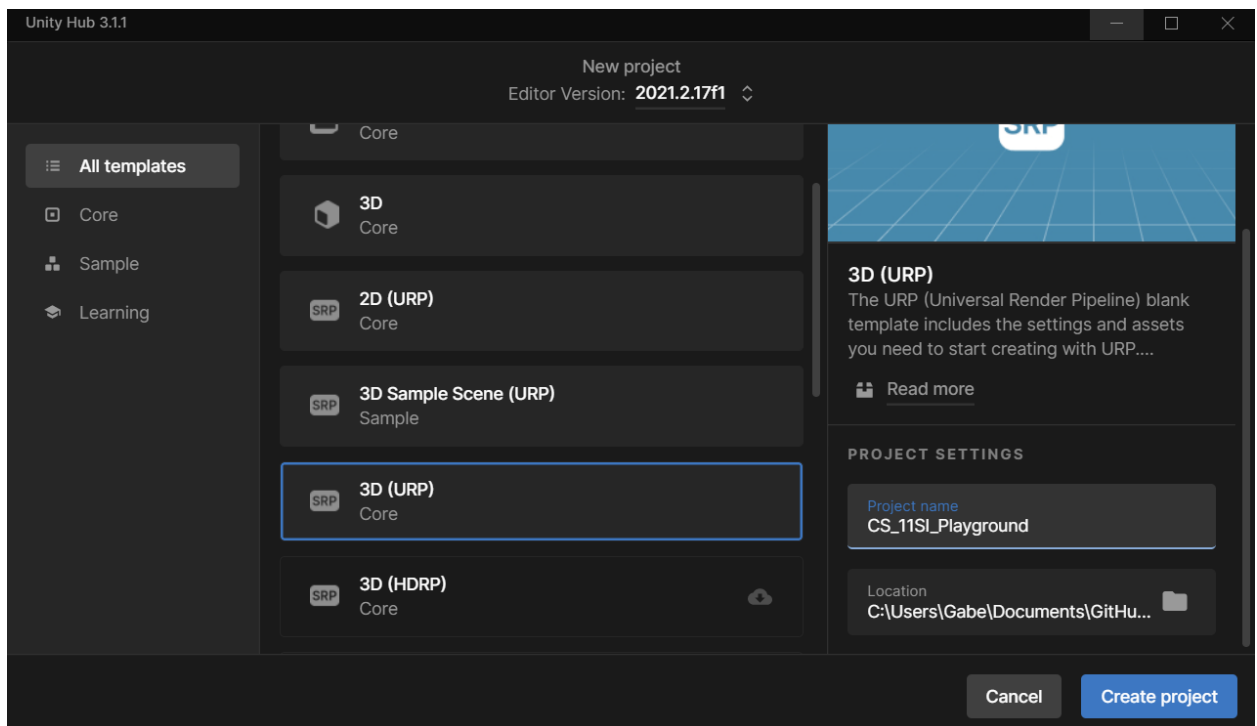 Unity Hub 3.1.1
New project
Editor Version: 2021.2.17f1
All templates
Core
Sample
Learning
Core
3D
Core
SRP
2D (URP)
Core
SRP
3D Sample Scene (URP)
Sample
SRP
3D (URP)
Core
SRP
3D (HDRP)
Core
SRP
3D (URP)
The URP (Universal Render Pipeline) blank
template includes the settings and assets
you need to start creating with URP....
Read more
PROJECT SETTINGS
Project name
CS_11SI_Playground
Location
C:\Users\Gabe\Documents\GitHu...
Cancel
Create project